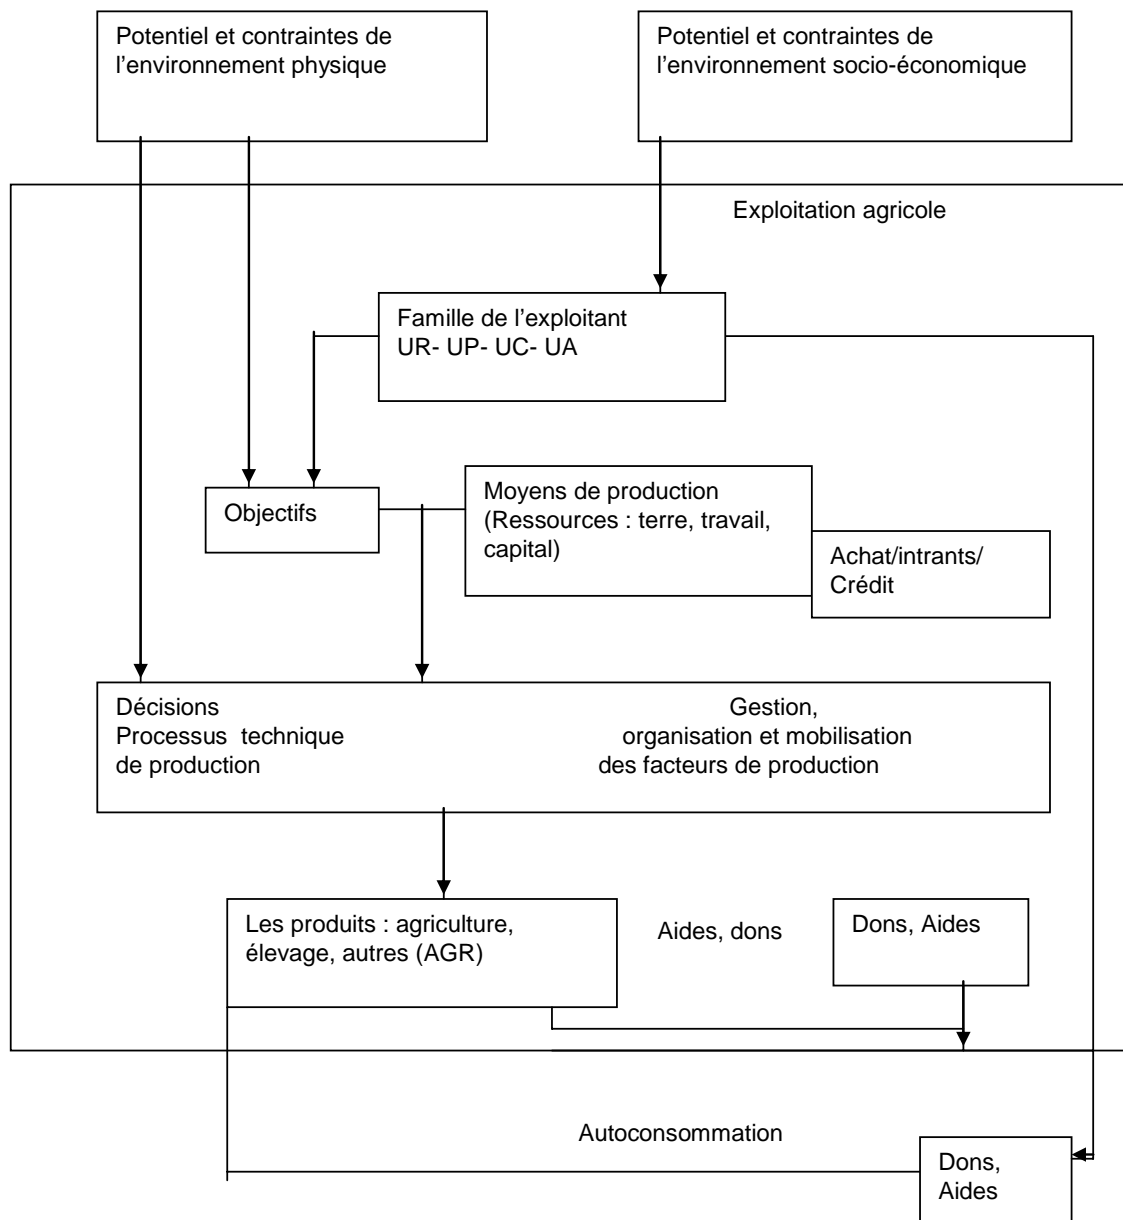 Potentiel et contraintes de
l’environnement physique
Potentiel et contraintes de
l’environnement socio-économique
Exploitation agricole
Famille de l’exploitant
UR- UP- UC- UA
Objectifs
Moyens de production
(Ressources : terre, travail,
capital)
Achat/intrants/
Crédit
Décisions
Processus  technique
de production
Gestion,
organisation et mobilisation
des facteurs de production
Les produits : agriculture,
élevage, autres (AGR)
Aides, dons
Dons, Aides
Autoconsommation
Dons,
Aides